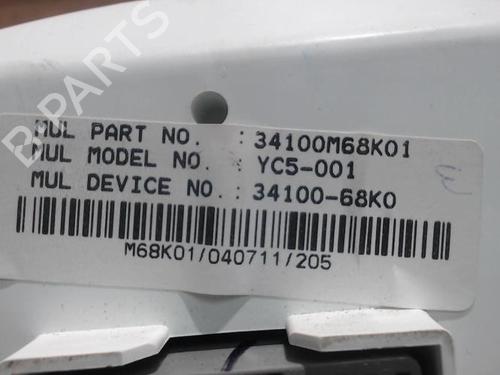 B-PARTS
MUL PART NO. : 34100M68K01
MUL MODEL NO. : YC5-001
MUL DEVICE NO. : 34100-68K0
M68K01/040711/205